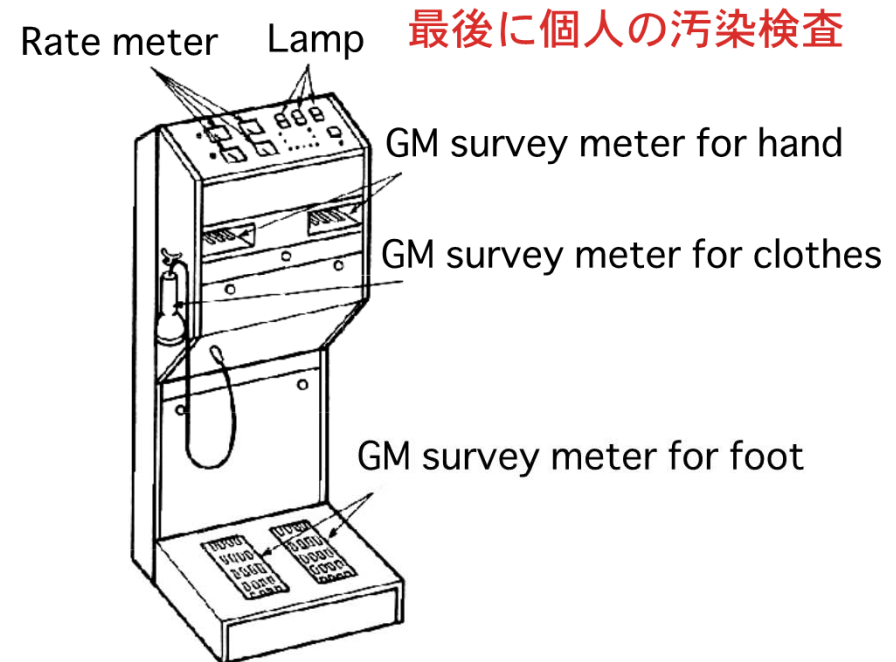 最後に個人の汚染検査
Rate meter
Lamp
GM survey meter for hand
GM survey meter for clothes
GM survey meter for foot